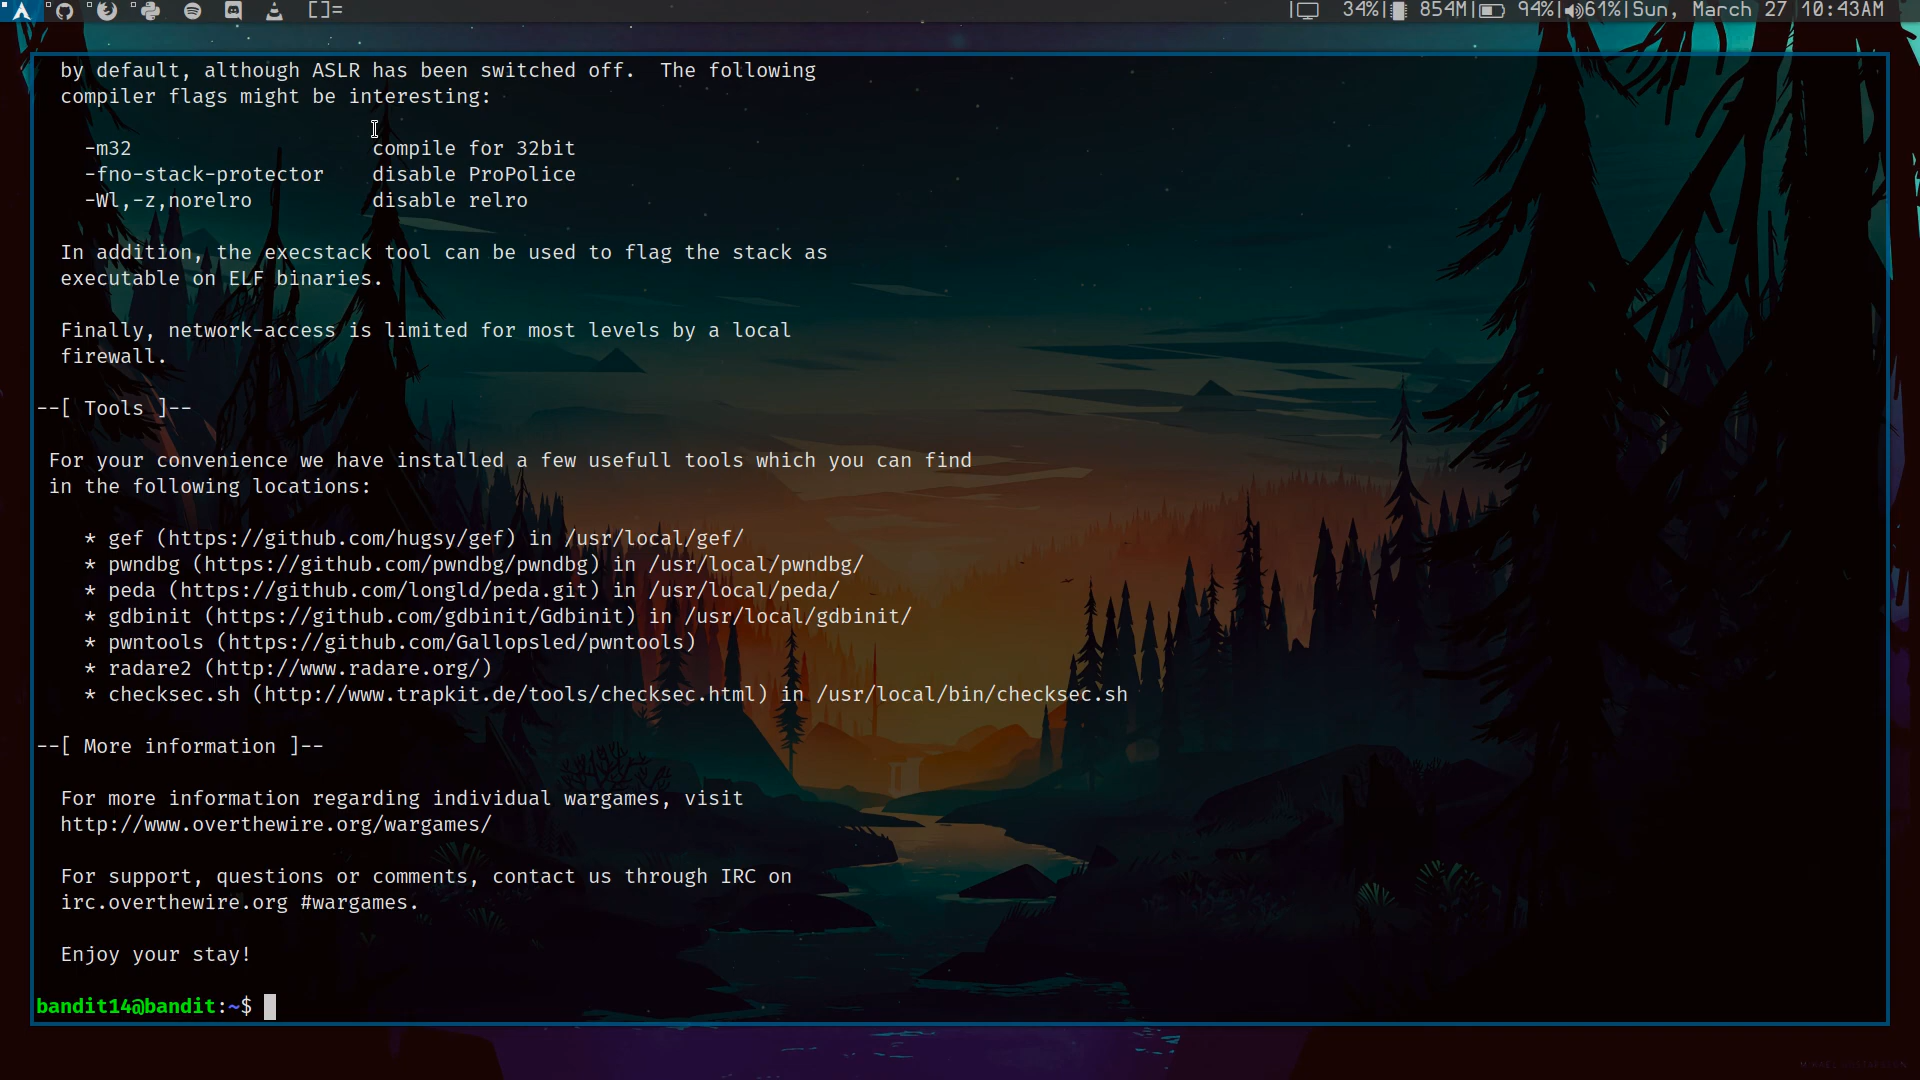 []= | 34%| 854M| 94%| 61%|Sun, March 27 |10:43AM
by default, although ASLR has been switched off.  The following
compiler flags might be interesting:
-m32                    compile for 32bit
-fno-stack-protector    disable ProPolice
-Wl,-z,norelro          disable relro
In addition, the execstack tool can be used to flag the stack as
executable on ELF binaries.
Finally, network-access is limited for most levels by a local
firewall.
--[ Tools ]--
For your convenience we have installed a few usefull tools which you can find
in the following locations:
* gef (https://github.com/hugsy/gef) in /usr/local/gef/
* pwndbg (https://github.com/pwndbg/pwndbg) in /usr/local/pwndbg/
* peda (https://github.com/longld/peda.git) in /usr/local/peda/
* gdbinit (https://github.com/gdbinit/Gdbinit) in /usr/local/gdbinit/
* pwntools (https://github.com/Gallopsled/pwntools)
* radare2 (http://www.radare.org/)
* checksec.sh (http://www.trapkit.de/tools/checksec.html) in /usr/local/bin/checksec.sh
--[ More information ]--
For more information regarding individual wargames, visit
http://www.overthewire.org/wargames/
For support, questions or comments, contact us through IRC on
irc.overthewire.org #wargames.
Enjoy your stay!
bandit14@bandit:~$